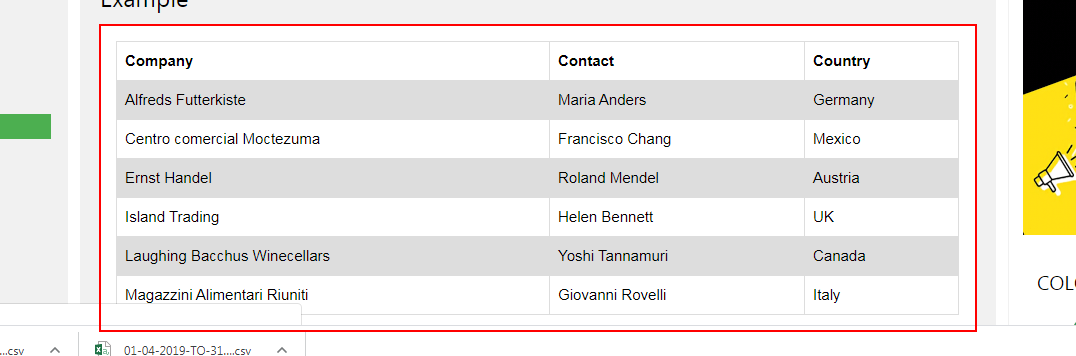 Example
Company Contact Country
Alfreds Futterkiste Maria Anders Germany
Centro comercial Moctezuma Francisco Chang Mexico
Ernst Handel Roland Mendel Austria
Island Trading Helen Bennett UK
Laughing Bacchus Winecellars Yoshi Tannamuri Canada
Magazzini Alimentari Riuniti Giovanni Rovelli Italy
COL
...csv
01-04-2019-TO-31....csv